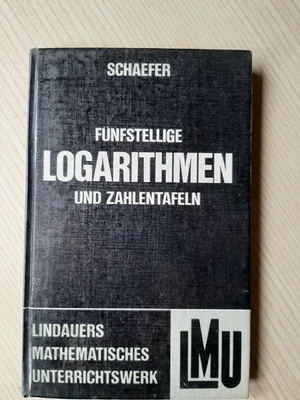 SCHAEFER
FÜNFSTELLIGE
LOGARITHMEN
UND ZAHLENTAFELN
LINDAUERS
MATHEMATISCHES
UNTERRICHTSWERK
LMU